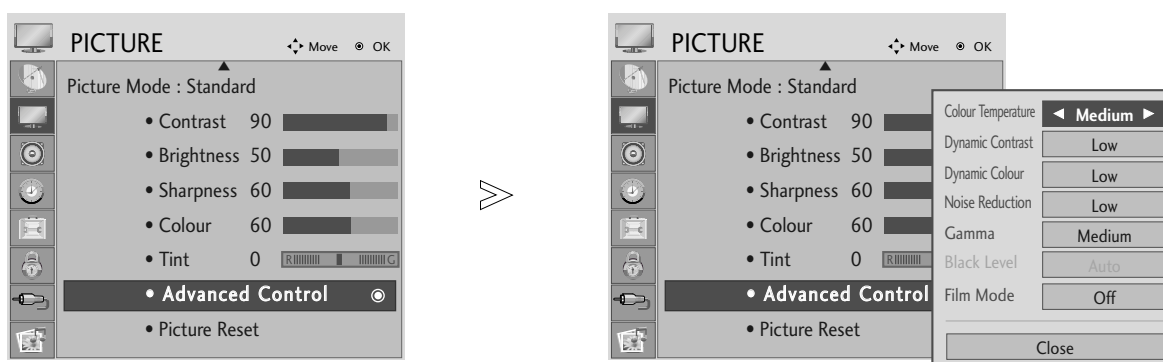 PICTURE Move OK
Picture Mode : Standard
• Contrast 90
• Brightness 50
• Sharpness 60
• Colour 60
• Tint 0 R G
• Advanced Control
• Picture Reset
PICTURE Move OK
Picture Mode : Standard
• Contrast 90
• Brightness 50
• Sharpness 60
• Colour 60
• Tint 0 R
• Advanced Control
• Picture Reset
Colour Temperature ◄ Medium ►
Dynamic Contrast Low
Dynamic Colour Low
Noise Reduction Low
Gamma Medium
Black Level Auto
Film Mode Off
Close